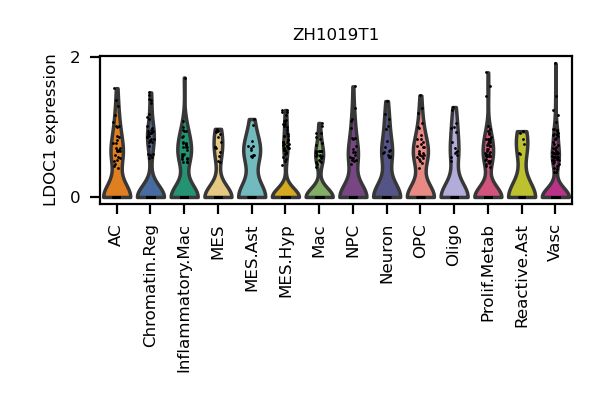 ZH1019T1
LDOC1 expression
2
0
AC
Chromatin.Reg
Inflammatory.Mac
MES
MES.Ast
MES.Hyp
Mac
NPC
Neuron
OPC
Oligo
Prolif.Metab
Reactive.Ast
Vasc